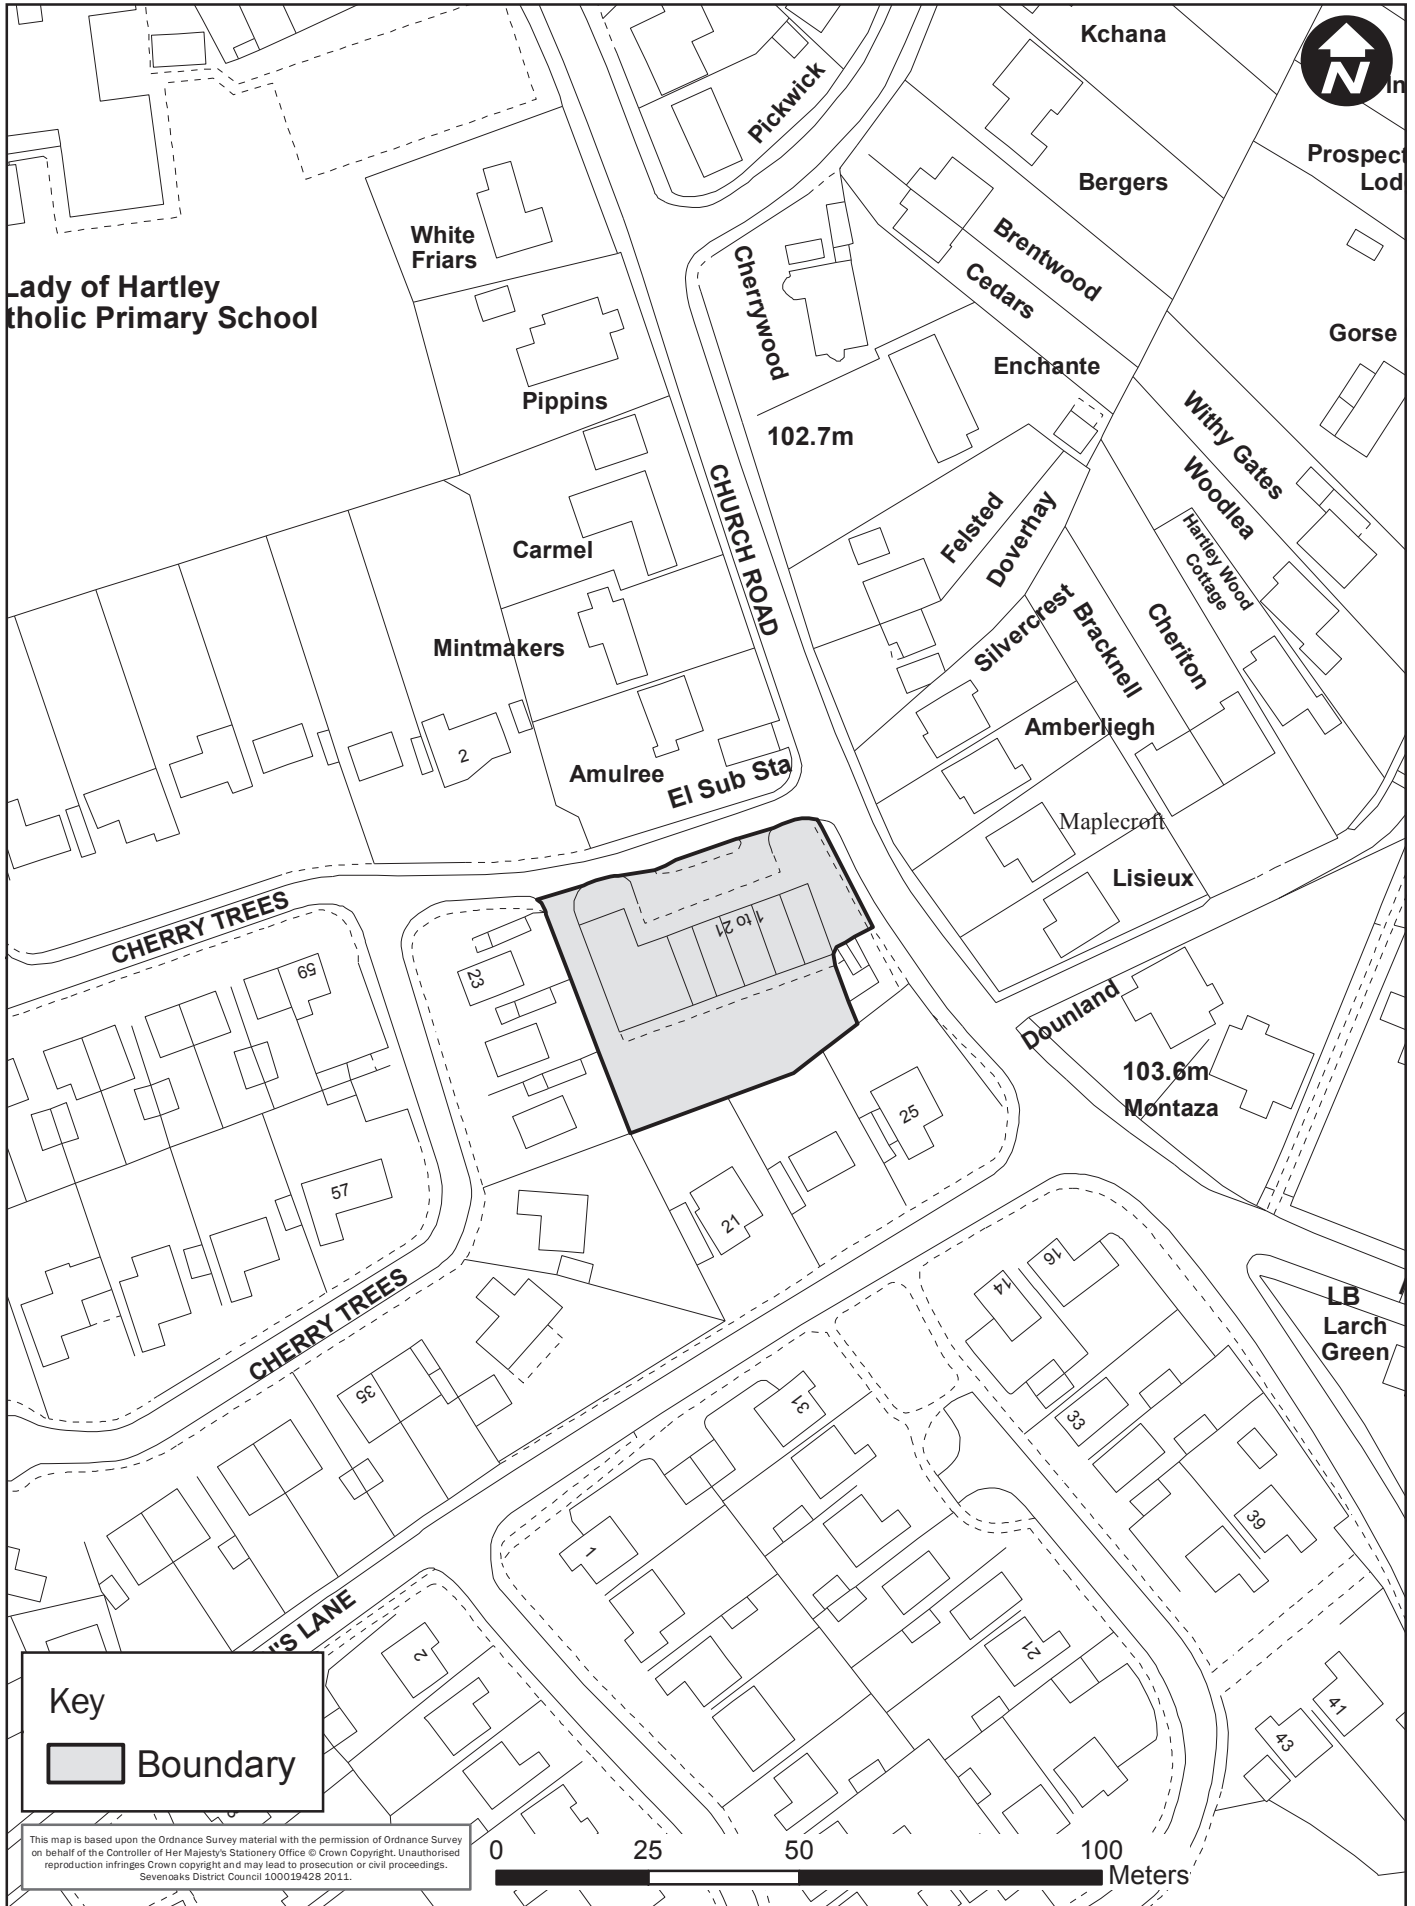 Kchana
N
Pickwick
In
Prospect
Lod
Bergers
White
Friars
Brentwood
Cherrywood
Cedars
Lady of Hartley
tholic Primary School
Gorse
Enchante
Pippins
102.7m
Withy Gates
Woodlea
CHURCH ROAD
Felsted
Doverhay
Hartley Wood
Cottage
Carmel
Silvercrest
Bracknell
Cheriton
Mintmakers
Amberliegh
2
Amulree
El Sub Sta
Maplecroft
Lisieux
CHERRY TREES
1 to 21
59
23
Dounland
103.6m
Montaza
25
57
21
CHERRY TREES
16
14
LB
Larch
Green
35
31
33
39
1
'S LANE
2
21
41
43
Key
Boundary
This map is based upon the Ordnance Survey material with the permission of Ordnance Survey
on behalf of the Controller of Her Majesty's Stationery Office © Crown Copyright. Unauthorised
reproduction infringes Crown copyright and may lead to prosecution or civil proceedings.
Sevenoaks District Council 100019428 2011.
0 25 50 100
Meters